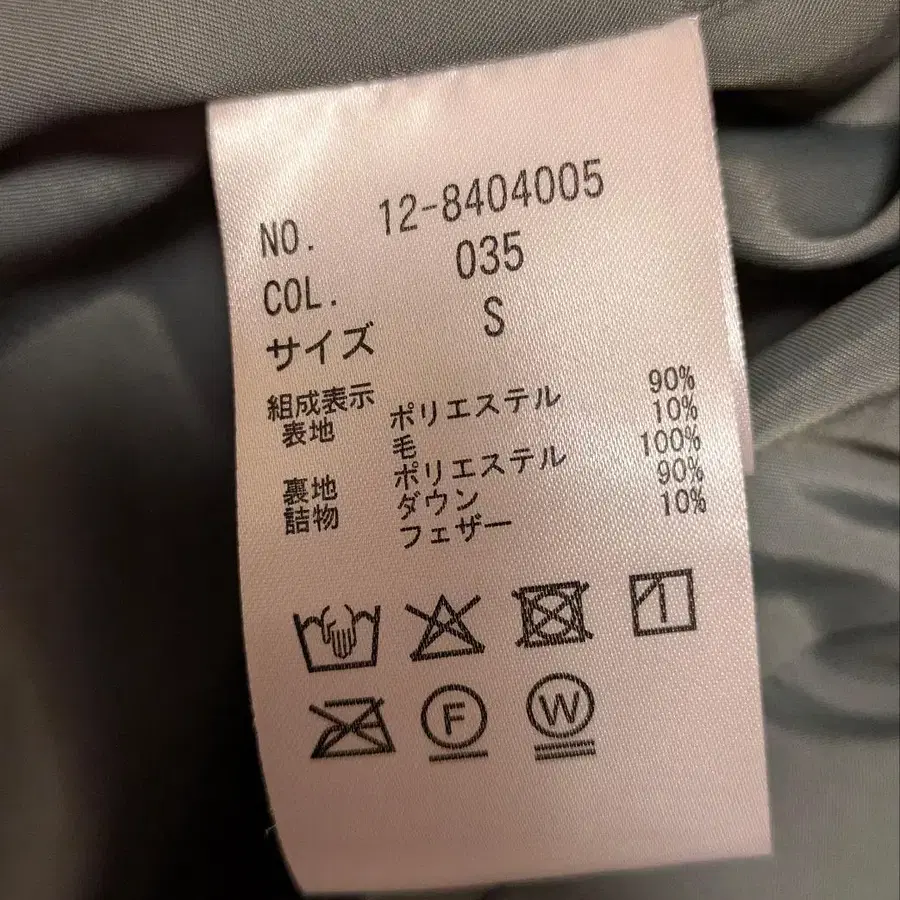 NO. 12-8404005
COL. 035
サイズ S
組成表示
表地 ポリエステル 90%
毛 10%
裏地 ポリエステル 100%
詰物 ダウン 90%
フェザー 10%
F W